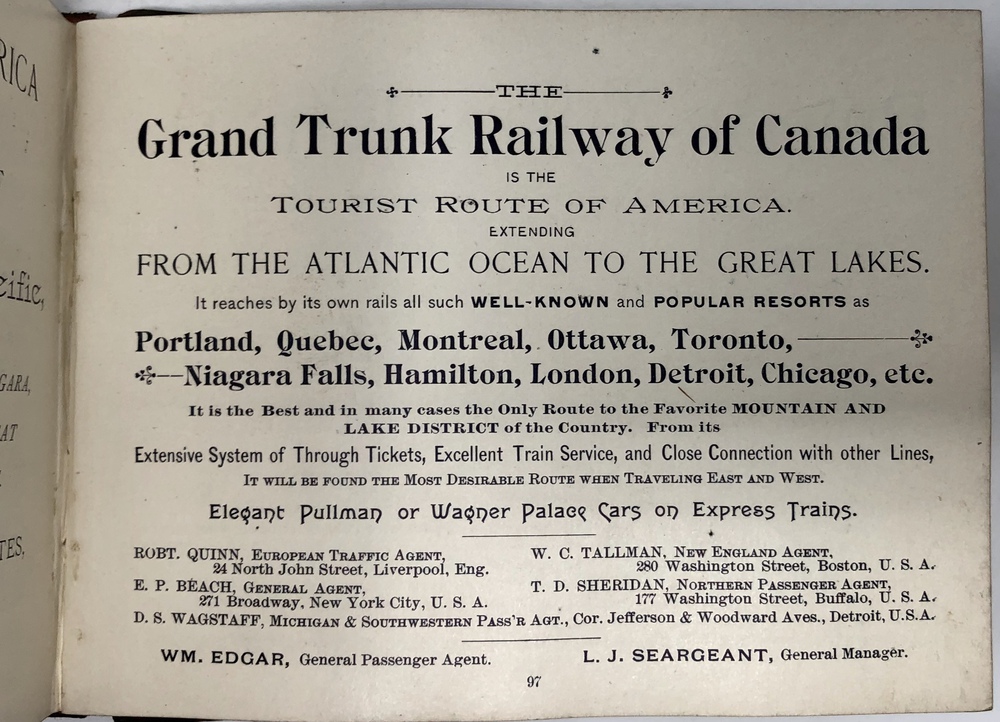 RICA
cific,
GARA,
AT
TES,
THE
Grand Trunk Railway of Canada
IS THE
TOURIST ROUTE OF AMERICA.
EXTENDING
FROM THE ATLANTIC OCEAN TO THE GREAT LAKES.
It reaches by its own rails all such WELL-KNOWN and POPULAR RESORTS as
Portland, Quebec, Montreal, Ottawa, Toronto,
Niagara Falls, Hamilton, London, Detroit, Chicago, etc.
It is the Best and in many cases the Only Route to the Favorite MOUNTAIN AND
LAKE DISTRICT of the Country. From its
Extensive System of Through Tickets, Excellent Train Service, and Close Connection with other Lines,
IT WILL BE FOUND THE MOST DESIRABLE ROUTE WHEN TRAVELING EAST AND WEST.
Elegant Pullman or Wagner Palace Cars on Express Trains.
ROBT. QUINN, EUROPEAN TRAFFIC AGENT,
24 North John Street, Liverpool, Eng.
E. P. BEACH, GENERAL AGENT,
271 Broadway, New York City, U. S. A.
W. C. TALLMAN, NEW ENGLAND AGENT,
280 Washington Street, Boston, U. S. A.
T. D. SHERIDAN, NORTHERN PASSENGER AGENT,
177 Washington Street, Buffalo, U. S. A.
D. S. WAGSTAFF, MICHIGAN & SOUTHWESTERN PASS'R AGT., Cor. Jefferson & Woodward Aves., Detroit, U.S.A.
WM. EDGAR, General Passenger Agent.
L. J. SEARGEANT, General Manager.
97